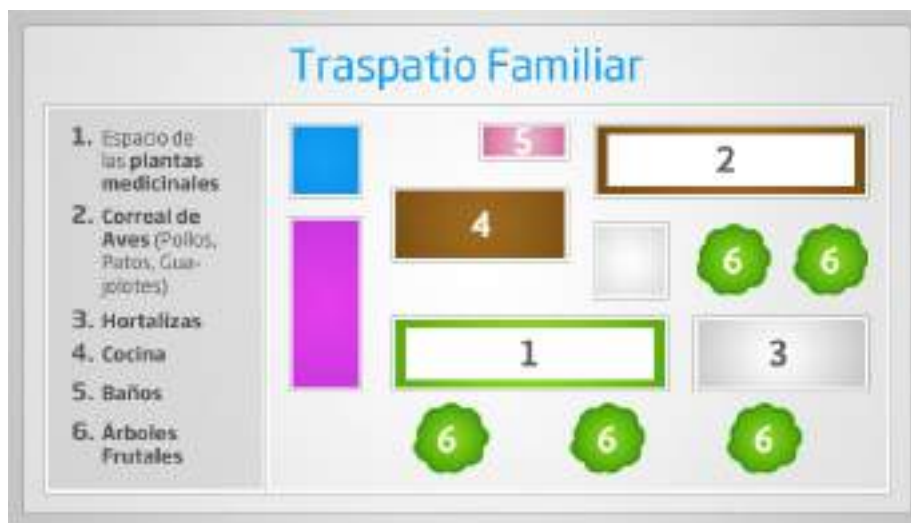 Traspatio Familiar
1. Espacio de
las plantas
medicinales
2. Correal de
Aves (Pollos,
Patos, Gua-
jolotes)
3. Hortalizas
4. Cocina
5. Baños
6. Árboles
Frutales
5
2
4
6 6
1
3
6 6 6